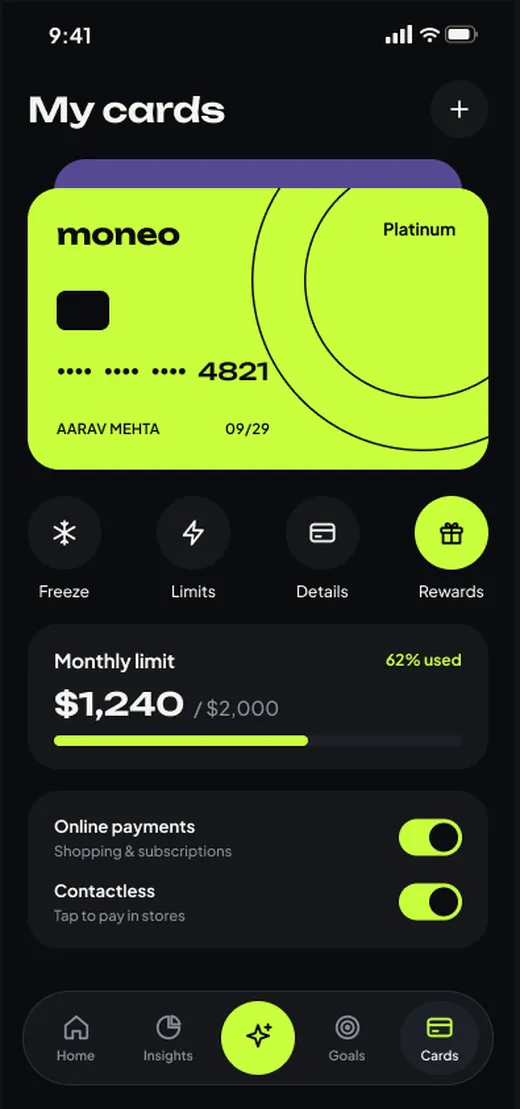 9:41
My cards
moneo
Platinum
•••• •••• •••• 4821
AARAV MEHTA 09/29
Freeze Limits Details Rewards
Monthly limit 62% used
$1,240 / $2,000
Online payments
Shopping & subscriptions
Contactless
Tap to pay in stores
Home Insights Goals Cards